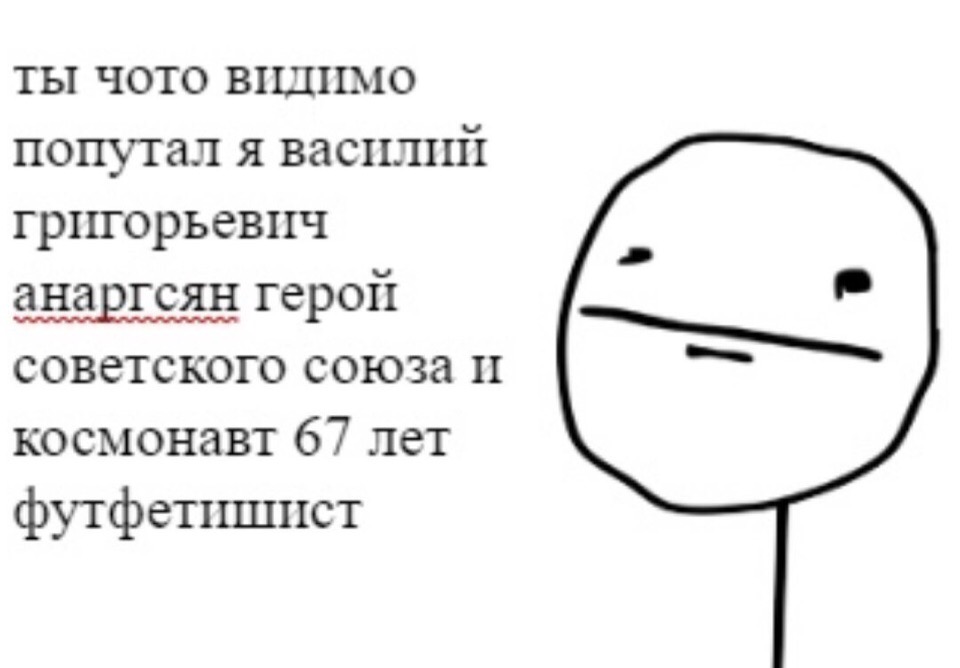 ты чото видимо
попутал я василий
григорьевич
анаргсян герой
советского союза и
космонавт 67 лет
футфетишист